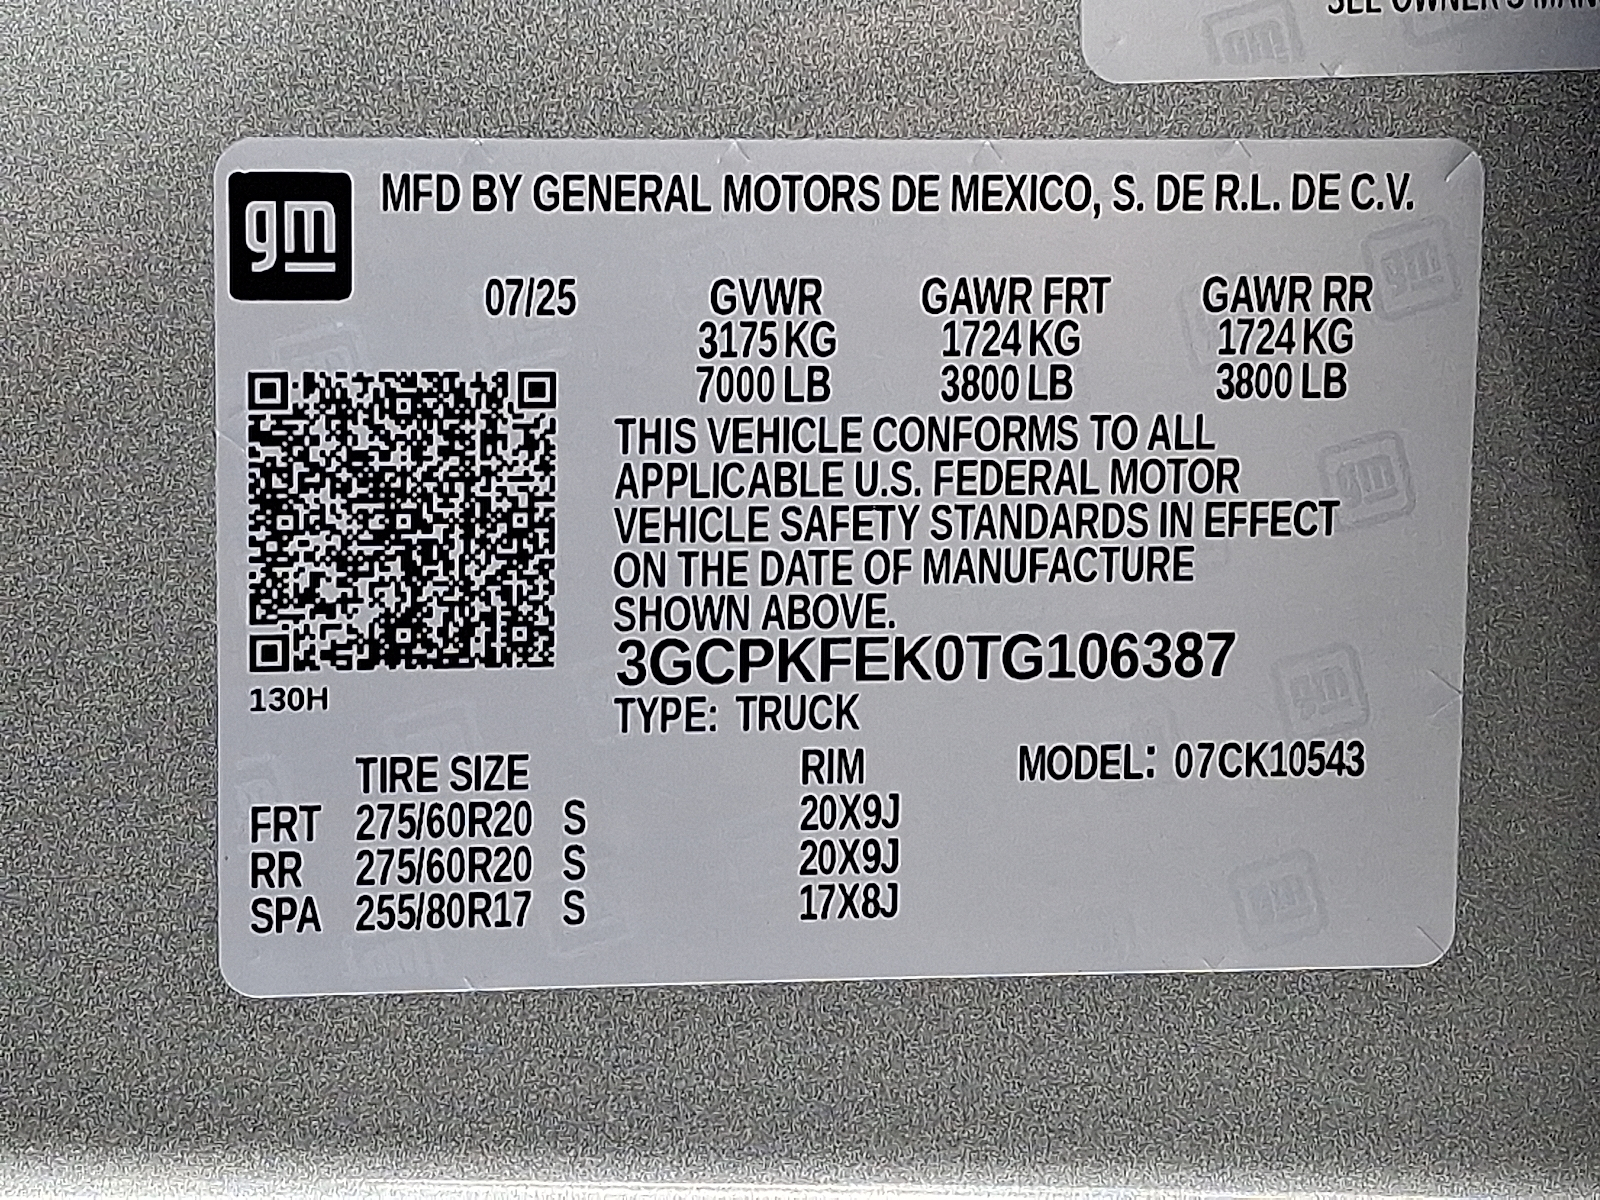 SEE OWNER'S MAN
gm
MFD BY GENERAL MOTORS DE MEXICO, S. DE R.L. DE C.V.
07/25 GVWR GAWR FRT GAWR RR
3175 KG 1724 KG 1724 KG
7000 LB 3800 LB 3800 LB
THIS VEHICLE CONFORMS TO ALL
APPLICABLE U.S. FEDERAL MOTOR
VEHICLE SAFETY STANDARDS IN EFFECT
ON THE DATE OF MANUFACTURE
SHOWN ABOVE.
3GCPKFEK0TG106387
130H
TYPE: TRUCK
TIRE SIZE RIM MODEL: 07CK10543
FRT 275/60R20 S 20X9J
RR 275/60R20 S 20X9J
SPA 255/80R17 S 17X8J